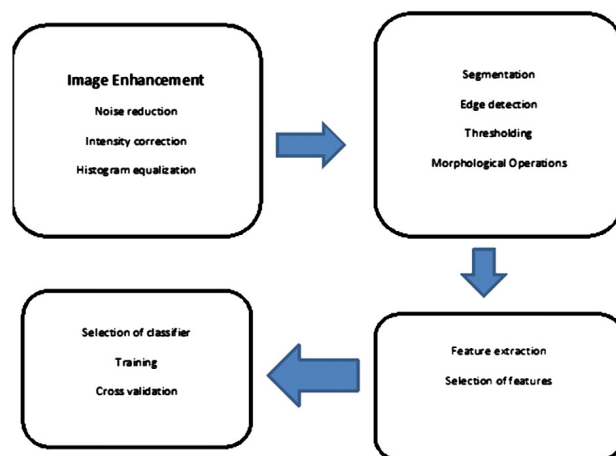 Image Enhancement
Noise reduction
Intensity correction
Histogram equalization
Segmentation
Edge detection
Thresholding
Morphological Operations
Feature extraction
Selection of features
Selection of classifier
Training
Cross validation